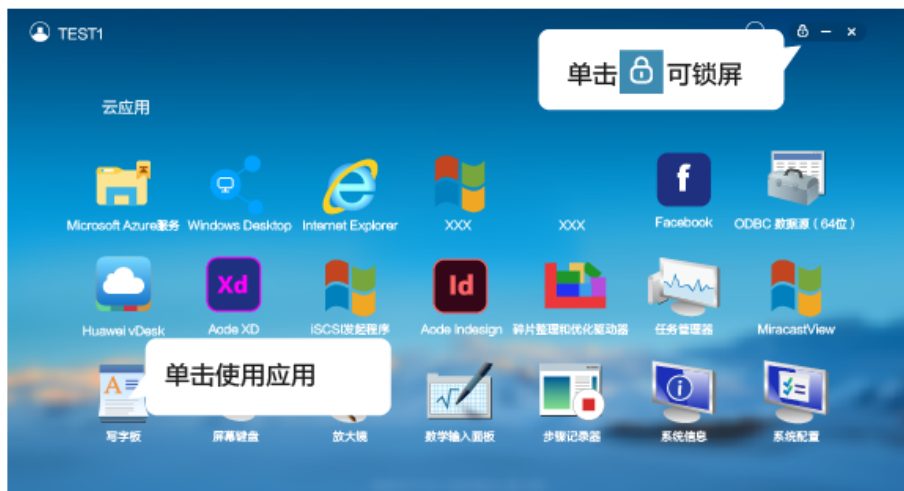 TEST1
单击 可锁屏
云应用
Microsoft Azure服务
Windows Desktop
Internet Explorer
XXX
XXX
f
Facebook
ODBC 数据源（64位）
Huawei vDesk
Xd
Aode XD
iSCSI发起程序
Id
Aode Indesign
碎片整理和优化驱动器
任务管理器
MiracastView
单击使用应用
A
写字板
屏幕键盘
放大镜
数学输入面板
步骤记录器
系统信息
系统配置